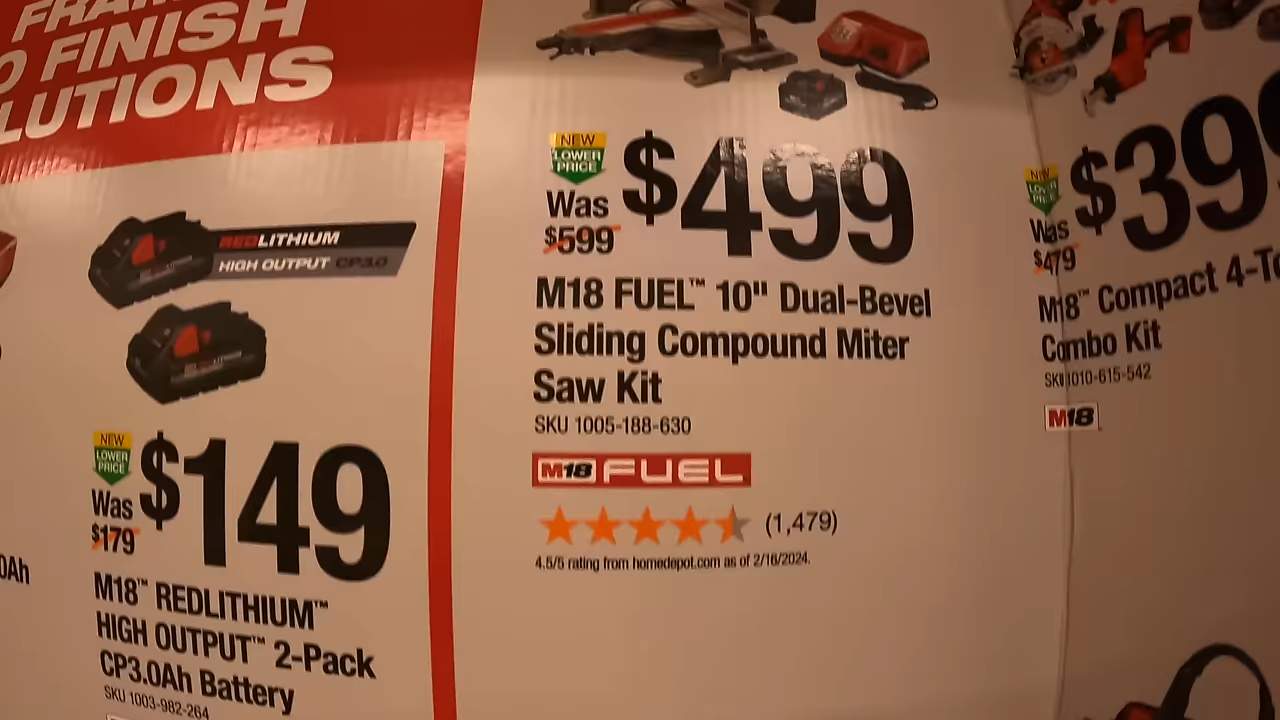 TO FINISH
LUTIONS
REDLITHIUM
HIGH OUTPUT CP3.0
NEW
LOWER
PRICE
Was
$179
$149
M18™ REDLITHIUM™
HIGH OUTPUT™ 2-Pack
CP3.0Ah Battery
SKU 1003-982-264
0Ah
NEW
LOWER
PRICE
Was
$599
$499
M18 FUEL™ 10" Dual-Bevel
Sliding Compound Miter
Saw Kit
SKU 1005-188-630
M18 FUEL
(1,479)
4.5/5 rating from homedepot.com as of 2/16/2024.
NEW
LOWER
PRICE
Was
$479
$39
M18™ Compact 4-To
Combo Kit
SKU 1010-615-542
M18